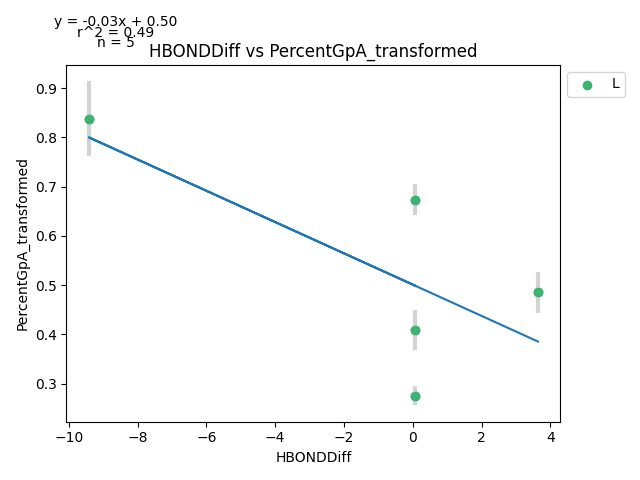 y = -0.03x + 0.50
r^2 = 0.49
n = 5
HBONDDiff vs PercentGpA_transformed
L
0.9
0.8
0.7
0.6
0.5
0.4
0.3
PercentGpA_transformed
−10
−8
−6
−4
−2
0
2
4
HBONDDiff